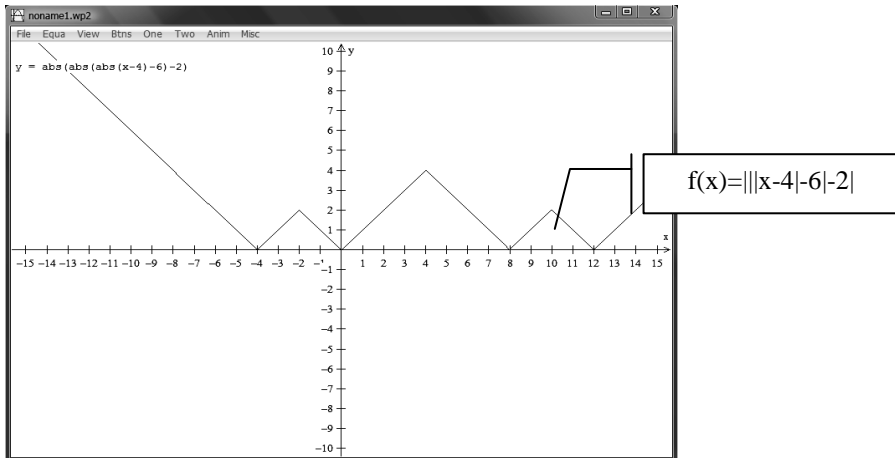 noname1.wp2
File Equa View Btns One Two Anim Misc
y = abs(abs(abs(x-4)-6)-2)
y
10
9
8
7
6
5
4
3
2
1
f(x)=|||x-4|-6|-2|
x
-15 -14 -13 -12 -11 -10 -9 -8 -7 -6 -5 -4 -3 -2 -1 1 2 3 4 5 6 7 8 9 10 11 12 13 14 15
-1
-2
-3
-4
-5
-6
-7
-8
-9
-10